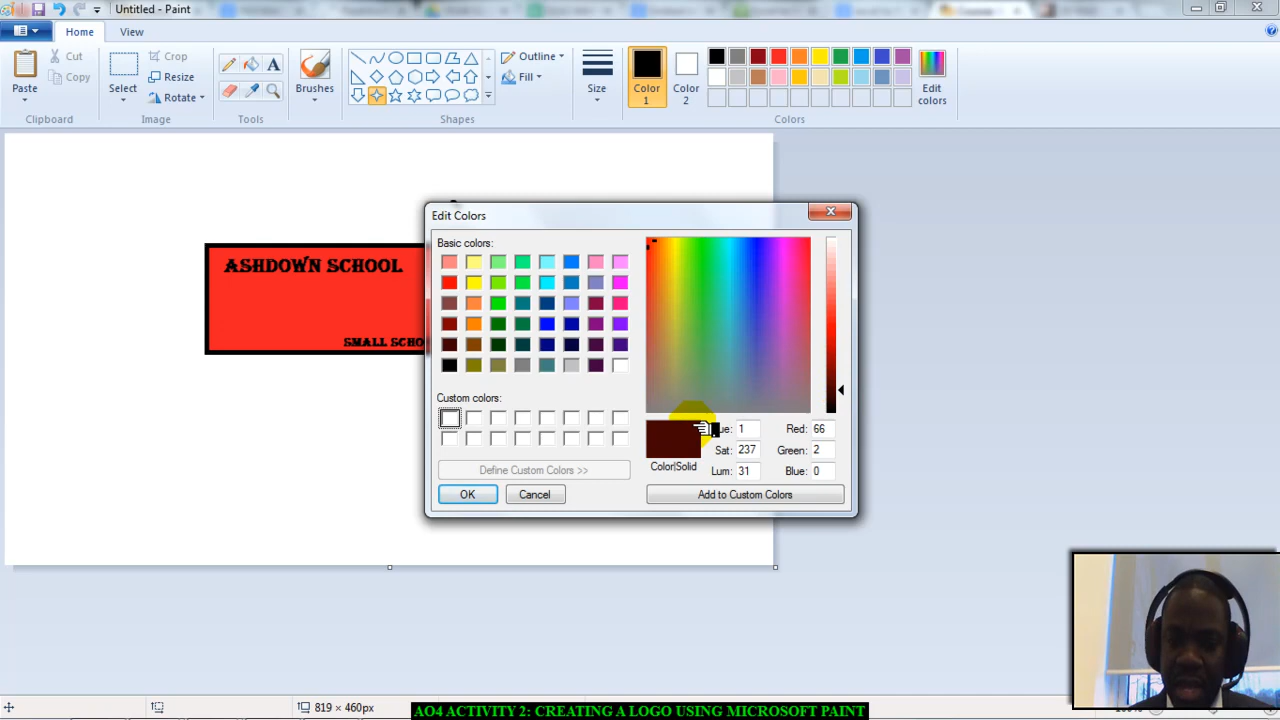 Untitled - Paint
Home
View
Paste
Cut
Copy
Clipboard
Select
Crop
Resize
Rotate
Image
Tools
Brushes
Outline
Fill
Shapes
Size
Color 1
Color 2
Edit colors
Colors
ASHDOWN SCHOOL
Edit Colors
Basic colors:
Custom colors:
Define Custom Colors >>
OK
Cancel
Color|Solid
Hue: 1
Sat: 237
Lum: 31
Red: 66
Green: 2
Blue: 0
Add to Custom Colors
SMALL
819 × 460px
AO4 ACTIVITY 2: CREATING A LOGO USING MICROSOFT PAINT